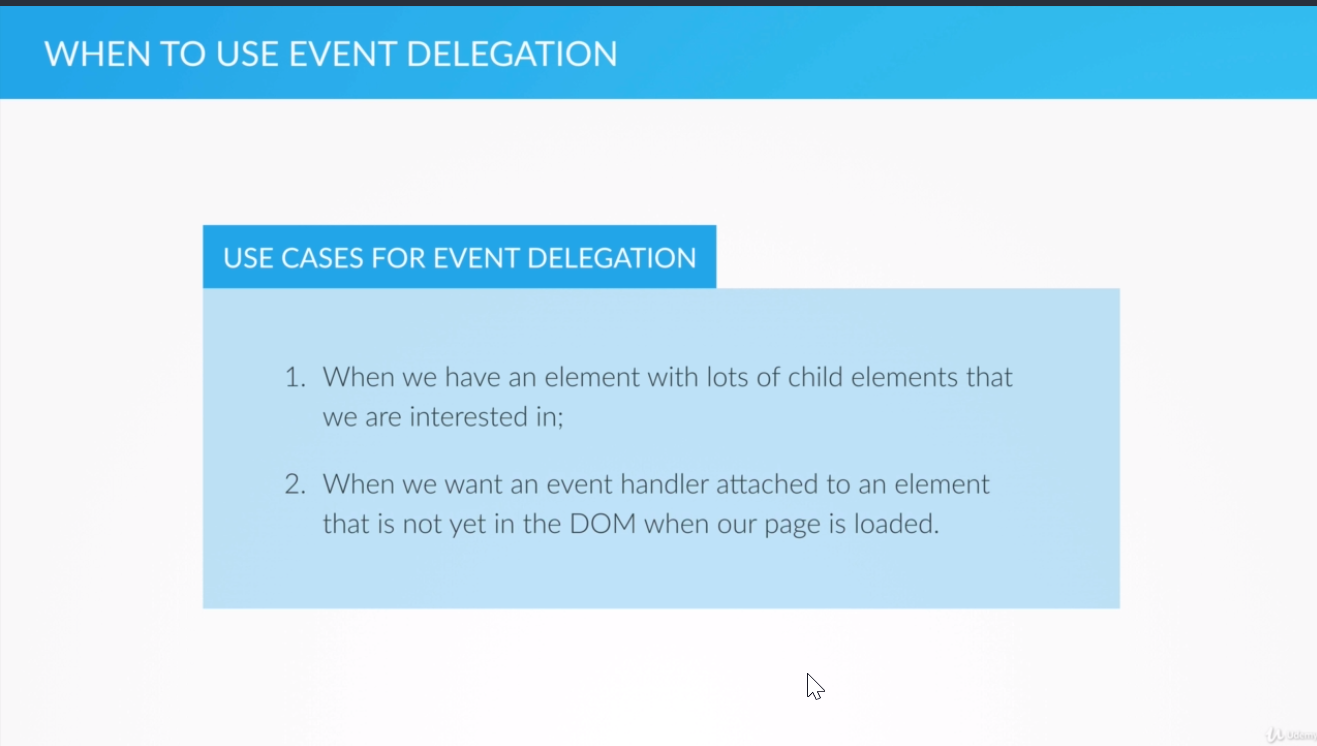 WHEN TO USE EVENT DELEGATION
USE CASES FOR EVENT DELEGATION
1. When we have an element with lots of child elements that
we are interested in;
2. When we want an event handler attached to an element
that is not yet in the DOM when our page is loaded.
Udemy